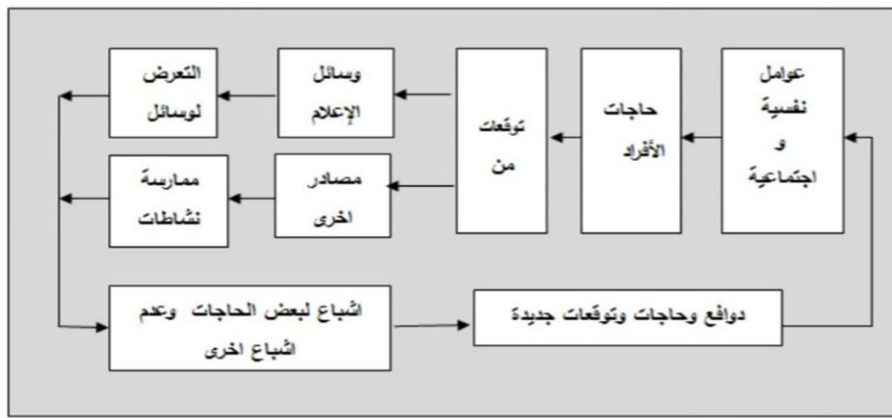 عوامل
نفسية
و
اجتماعية
حاجات
الأفراد
توقعات
من
وسائل
الإعلام
التعرض
لوسائل
مصادر
اخرى
ممارسة
نشاطات
اشباع لبعض الحاجات وعدم
اشباع اخرى
دوافع وحاجات وتوقعات جديدة